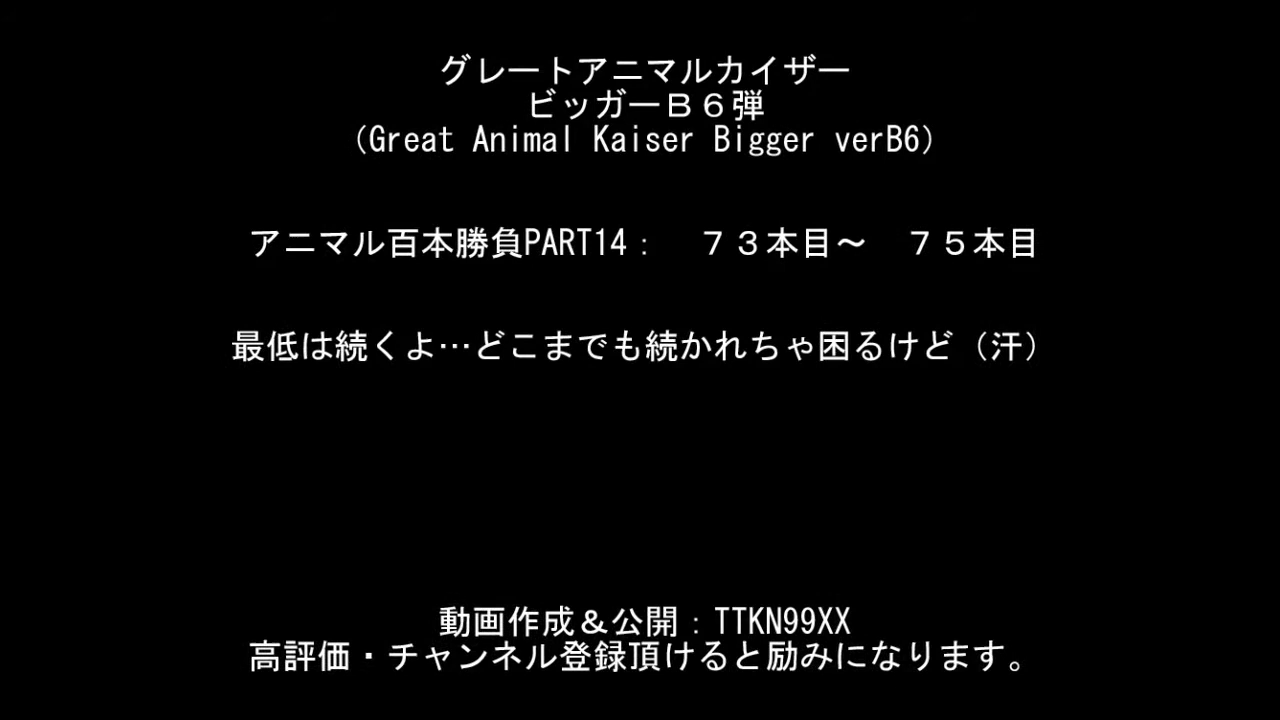 グレートアニマルカイザー
ビッガーB6弾
（Great Animal Kaiser Bigger verB6）
アニマル百本勝負PART14：　73本目～　75本目
最低は続くよ…どこまでも続かれちゃ困るけど（汗）
動画作成＆公開：TTKN99XX
高評価・チャンネル登録頂けると励みになります。